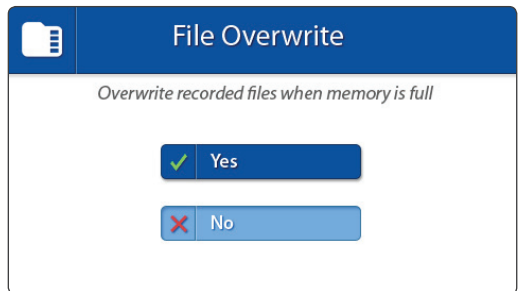 File Overwrite
Overwrite recorded files when memory is full
Yes
No